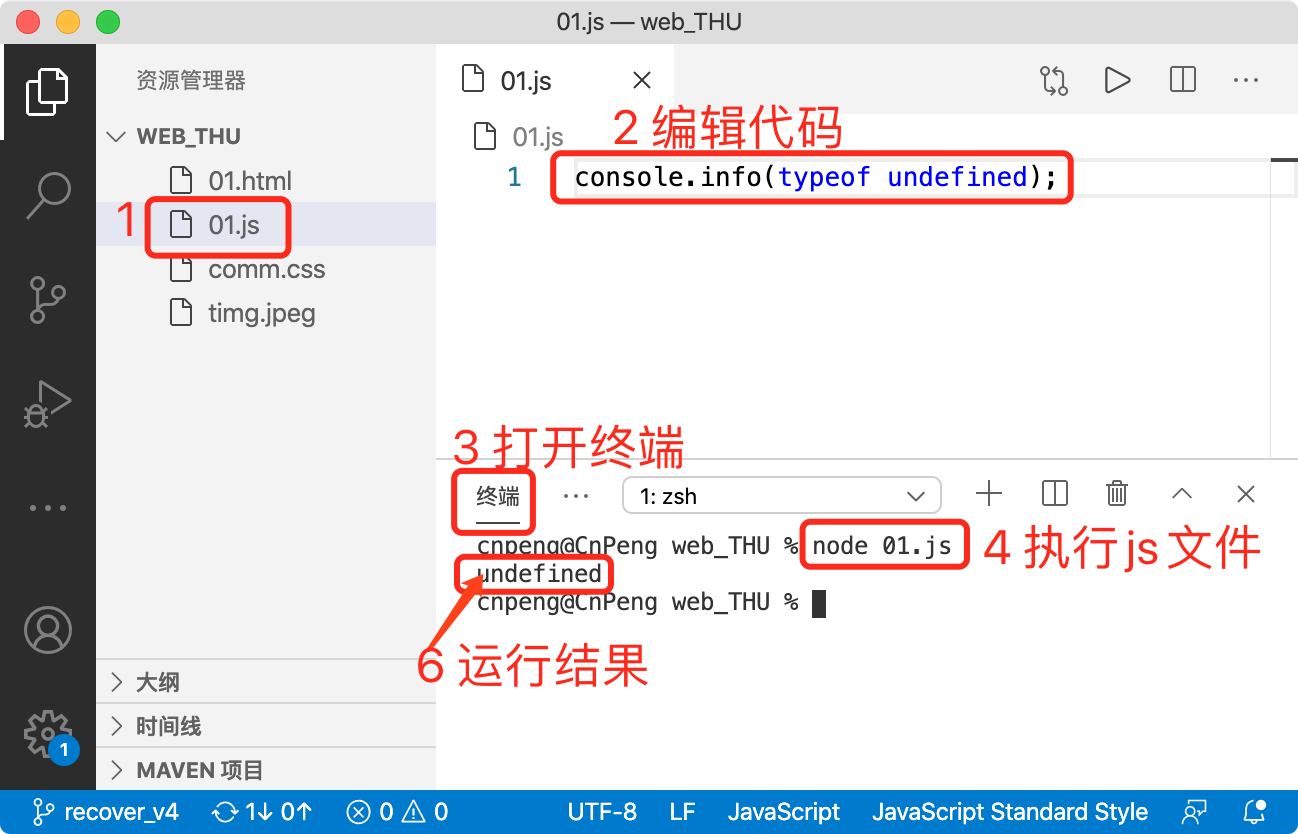 01.js — web_THU
资源管理器
WEB_THU
01.html
1
01.js
comm.css
timg.jpeg
大纲
时间线
MAVEN 项目
01.js
01.js
2 编辑代码
1 console.info(typeof undefined);
3 打开终端
终端
1: zsh
cnpeng@CnPeng web_THU % node 01.js
4 执行js文件
undefined
cnpeng@CnPeng web_THU %
6 运行结果
1
recover_v4 1↓ 0↑ 0 0 UTF-8 LF JavaScript JavaScript Standard Style